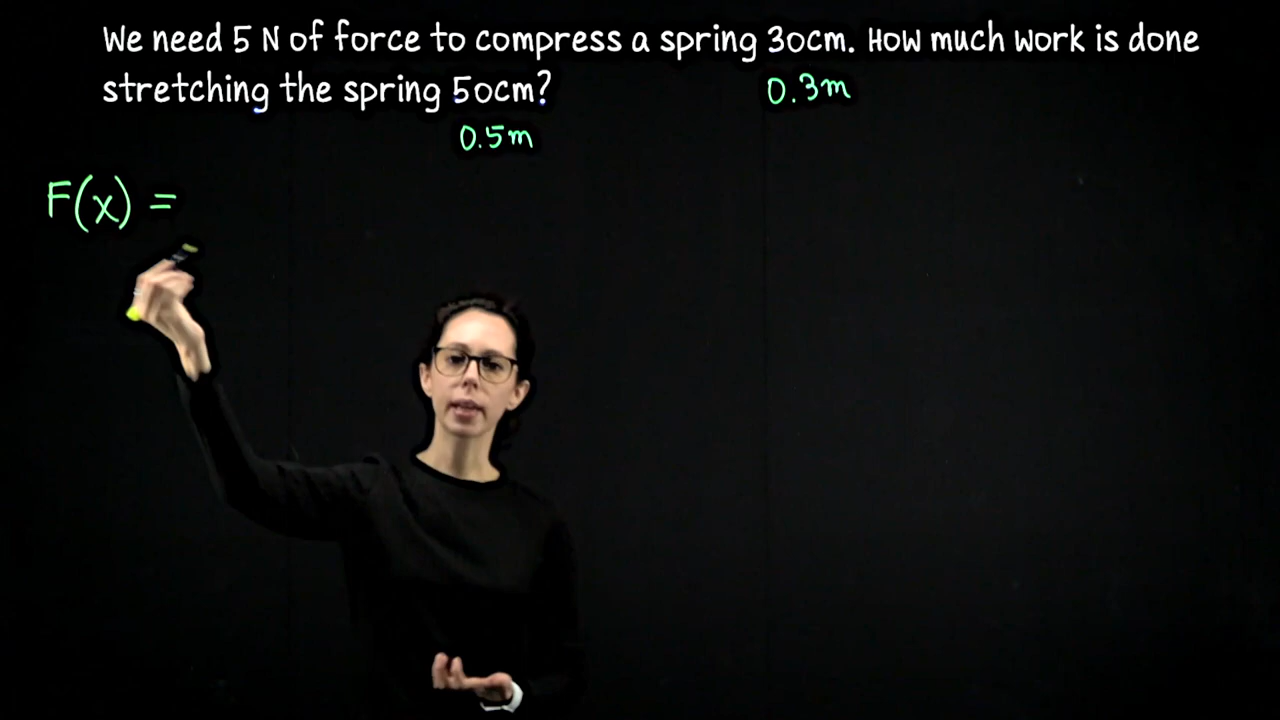 We need 5 N of force to compress a spring 30cm. How much work is done
stretching the spring 50cm?
0.3m
0.5m
F(x) =